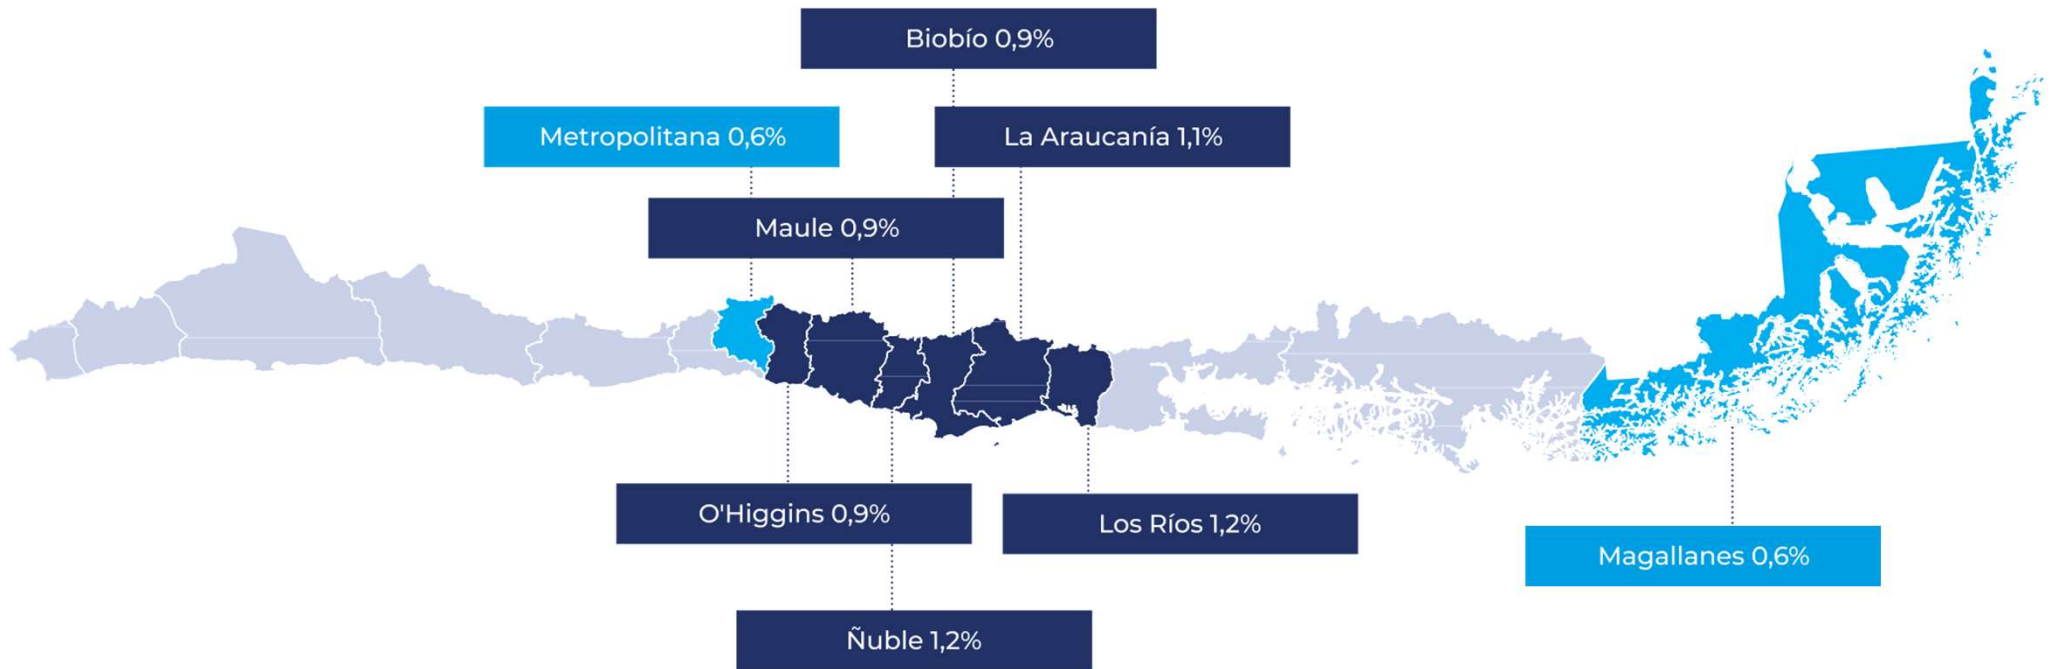 Biobío 0,9%
Metropolitana 0,6%
La Araucanía 1,1%
Maule 0,9%
O'Higgins 0,9%
Los Ríos 1,2%
Magallanes 0,6%
Ñuble 1,2%